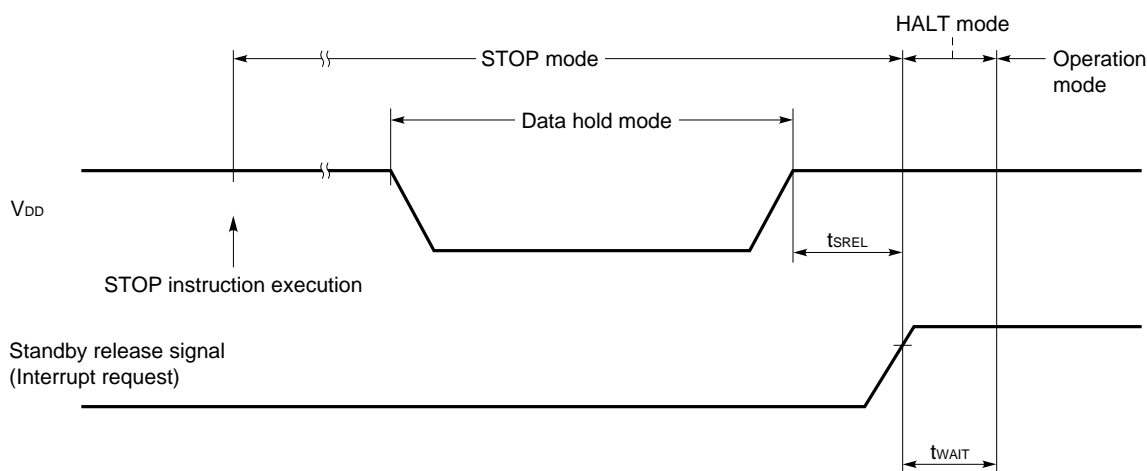 HALT mode
STOP mode
Operation
mode
Data hold mode
VDD
tSREL
STOP instruction execution
Standby release signal
(Interrupt request)
tWAIT